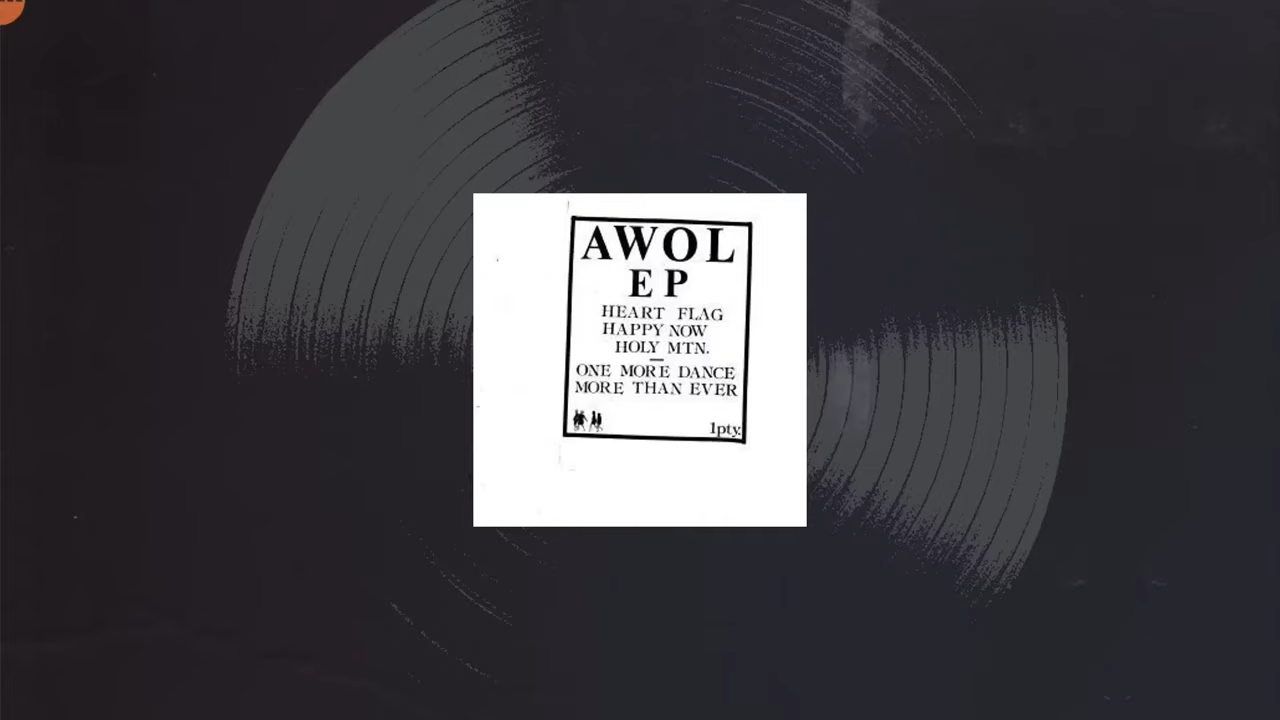 AWOL
EP
HEART FLAG
HAPPY NOW
HOLY MTN.
ONE MORE DANCE
MORE THAN EVER
1pty.